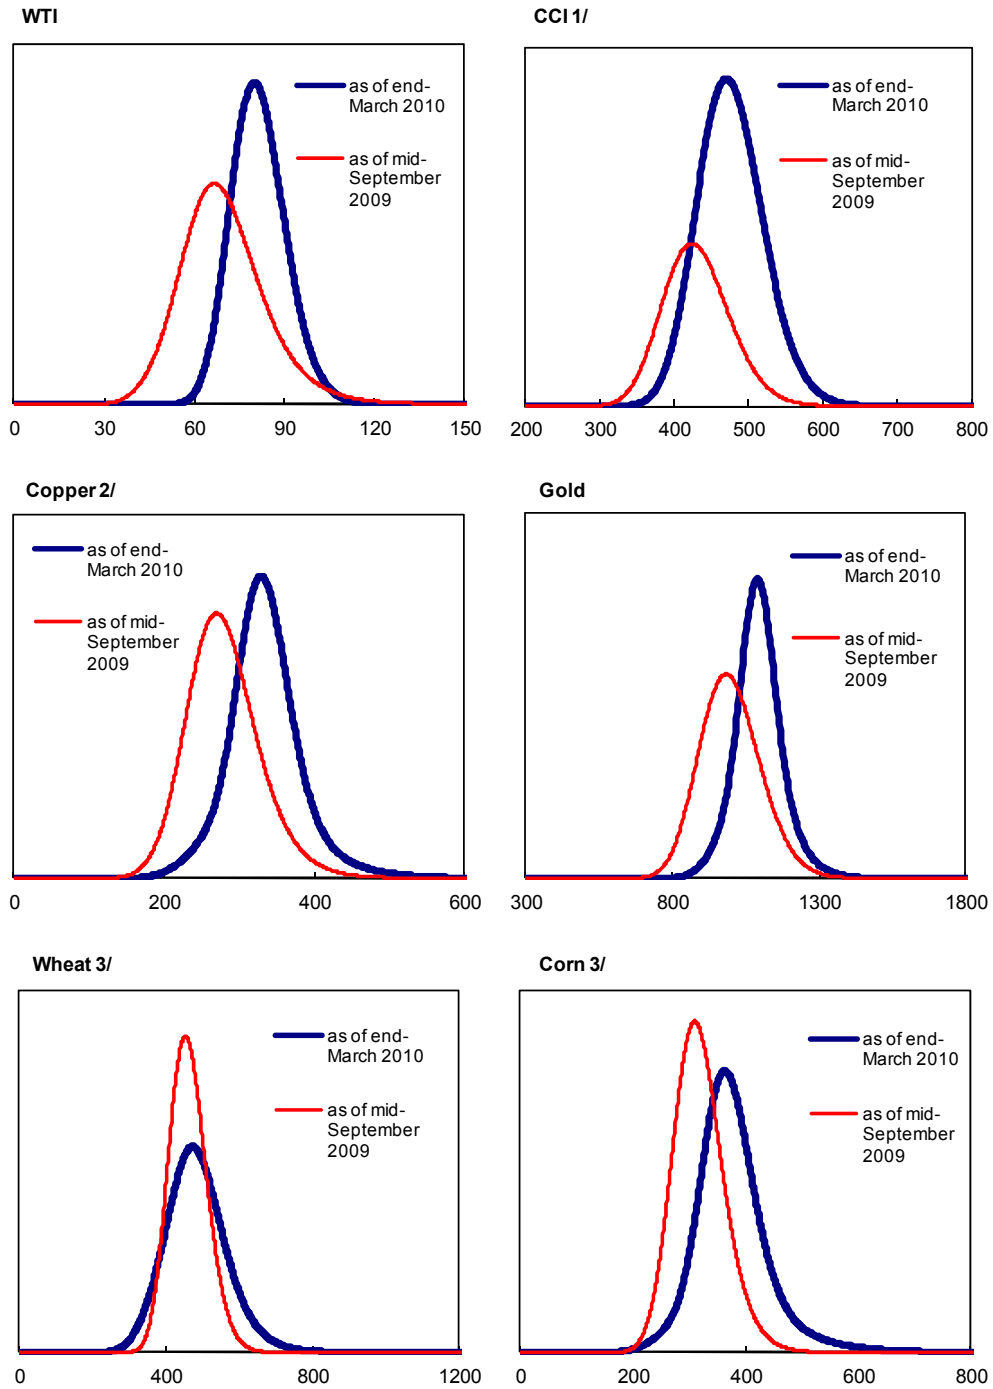 WTI
as of end-
March 2010
as of mid-
September
2009
0 30 60 90 120 150
CCI 1/
as of end-
March 2010
as of mid-
September
2009
200 300 400 500 600 700 800
Copper 2/
as of end-
March 2010
as of mid-
September
2009
0 200 400 600
Gold
as of end-
March 2010
as of mid-
September
2009
300 800 1300 1800
Wheat 3/
as of end-
March 2010
as of mid-
September
2009
0 400 800 1200
Corn 3/
as of end-
March 2010
as of mid-
September
2009
0 200 400 600 800